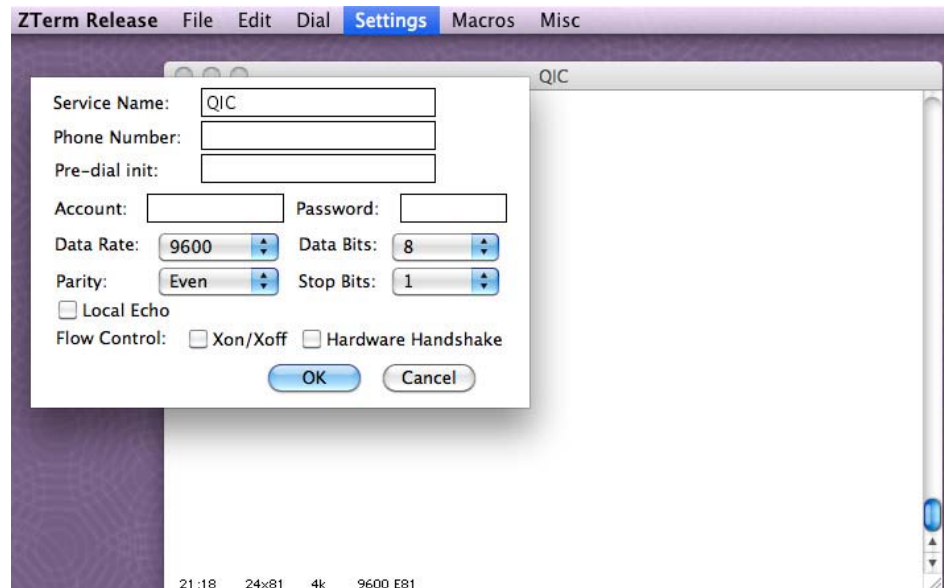 ZTerm Release File Edit Dial Settings Macros Misc
QIC
Service Name: QIC
Phone Number:
Pre-dial init:
Account: Password:
Data Rate: 9600 Data Bits: 8
Parity: Even Stop Bits: 1
Local Echo
Flow Control: Xon/Xoff Hardware Handshake
OK Cancel
21:18 24x81 4k 9600 E81